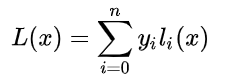 L(x) = \sum_{i=0}^{n} y_i l_i(x)